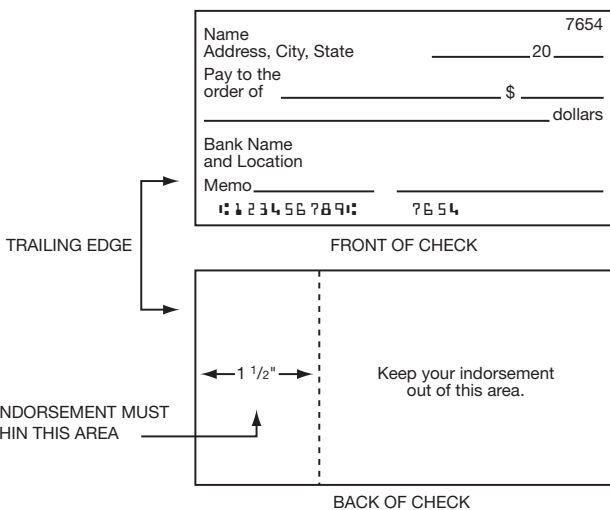 7654
Name
Address, City, State 20
Pay to the
order of $
dollars
Bank Name
and Location
Memo
⑆123456789⑆ 7654
TRAILING EDGE
FRONT OF CHECK
1 1/2"
Keep your indorsement
out of this area.
NDORSEMENT MUST
HIN THIS AREA
BACK OF CHECK